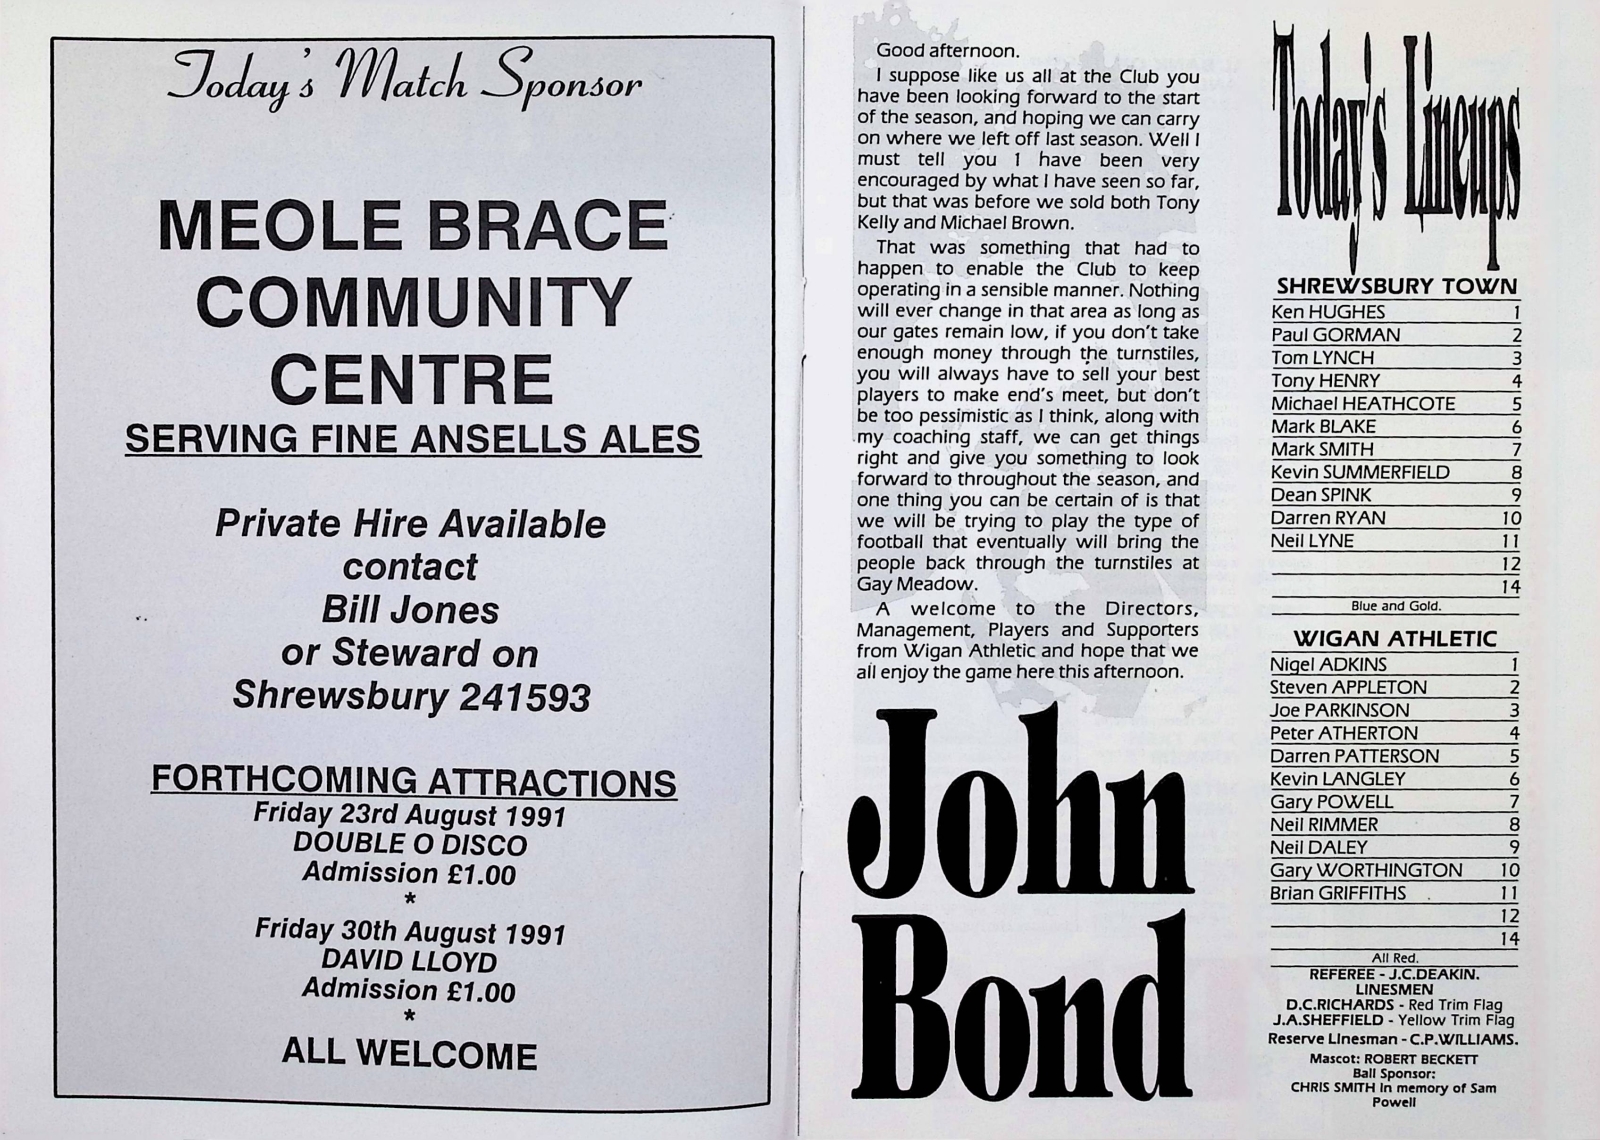 Today's Match Sponsor
MEOLE BRACE
COMMUNITY
CENTRE
SERVING FINE ANSELLS ALES
Private Hire Available
contact
Bill Jones
or Steward on
Shrewsbury 241593
FORTHCOMING ATTRACTIONS
Friday 23rd August 1991
DOUBLE O DISCO
Admission £1.00
*
Friday 30th August 1991
DAVID LLOYD
Admission £1.00
*
ALL WELCOME
Good afternoon.
I suppose like us all at the Club you
have been looking forward to the start
of the season, and hoping we can carry
on where we left off last season. Well I
must tell you 1 have been very
encouraged by what I have seen so far,
but that was before we sold both Tony
Kelly and Michael Brown.
That was something that had to
happen to enable the Club to keep
operating in a sensible manner. Nothing
will ever change in that area as long as
our gates remain low, if you don't take
enough money through the turnstiles,
you will always have to sell your best
players to make end's meet, but don't
be too pessimistic as I think, along with
my coaching staff, we can get things
right and give you something to look
forward to throughout the season, and
one thing you can be certain of is that
we will be trying to play the type of
football that eventually will bring the
people back through the turnstiles at
Gay Meadow.
A welcome to the Directors,
Management, Players and Supporters
from Wigan Athletic and hope that we
all enjoy the game here this afternoon.
John
Bond
Today's Lineups
SHREWSBURY TOWN
Ken HUGHES 1
Paul GORMAN 2
Tom LYNCH 3
Tony HENRY 4
Michael HEATHCOTE 5
Mark BLAKE 6
Mark SMITH 7
Kevin SUMMERFIELD 8
Dean SPINK 9
Darren RYAN 10
Neil LYNE 11
12
14
Blue and Gold.
WIGAN ATHLETIC
Nigel ADKINS 1
Steven APPLETON 2
Joe PARKINSON 3
Peter ATHERTON 4
Darren PATTERSON 5
Kevin LANGLEY 6
Gary POWELL 7
Neil RIMMER 8
Neil DALEY 9
Gary WORTHINGTON 10
Brian GRIFFITHS 11
12
14
All Red.
REFEREE - J.C.DEAKIN.
LINESMEN
D.C.RICHARDS - Red Trim Flag
J.A.SHEFFIELD - Yellow Trim Flag
Reserve Linesman - C.P.WILLIAMS.
Mascot: ROBERT BECKETT
Ball Sponsor:
CHRIS SMITH In memory of Sam
Powell